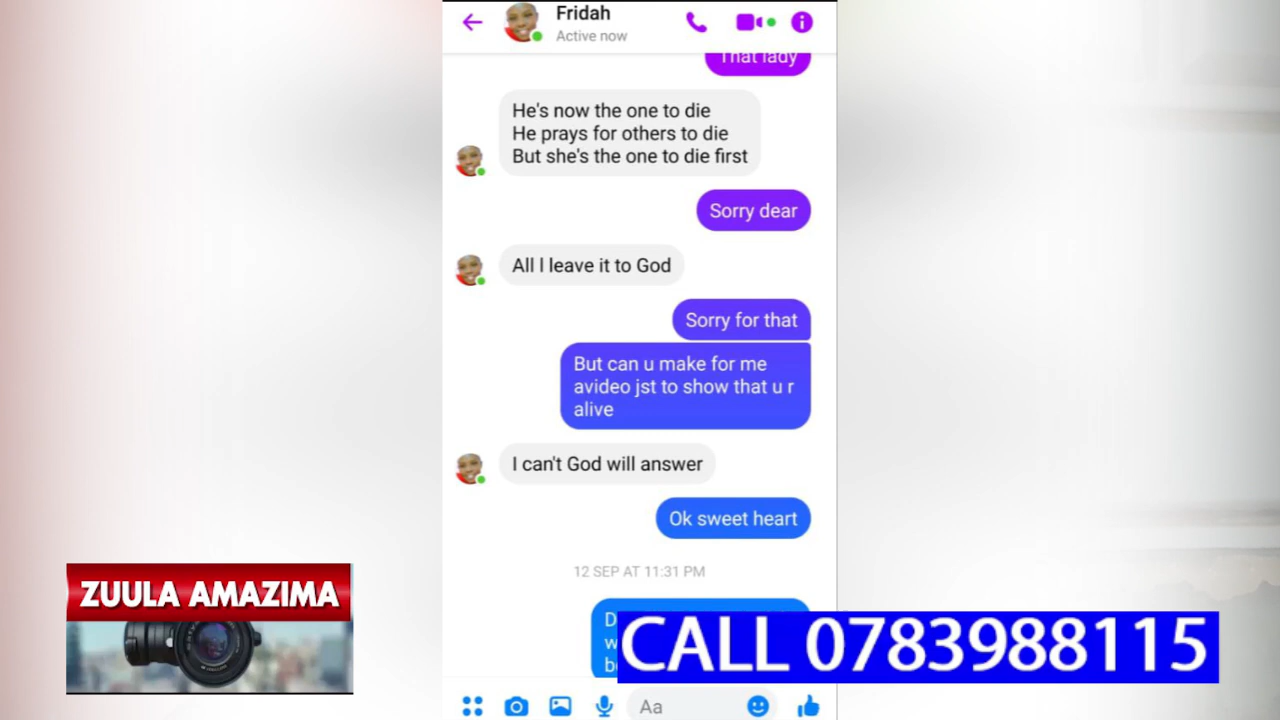 Fridah
Active now
That lady
He's now the one to die
He prays for others to die
But she's the one to die first
Sorry dear
All I leave it to God
Sorry for that
But can u make for me
avideo jst to show that u r
alive
I can't God will answer
Ok sweet heart
12 SEP AT 11:31 PM
Aa
ZUULA AMAZIMA
CALL 0783988115